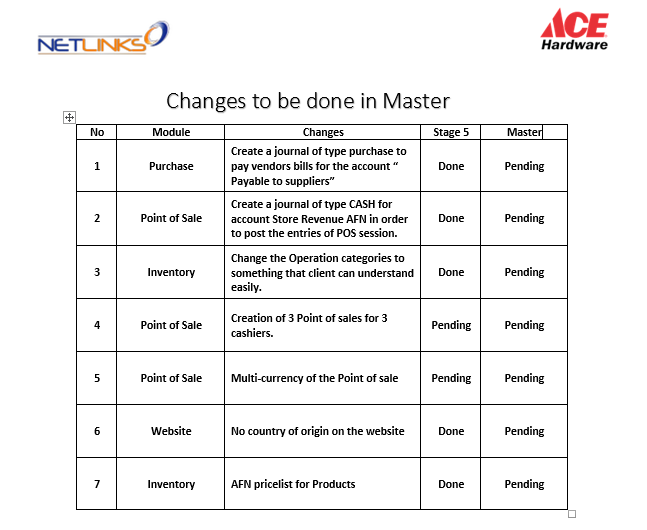 NETLINKS
ACE
Hardware
Changes to be done in Master
No Module Changes Stage 5 Master
1 Purchase Create a journal of type purchase to
pay vendors bills for the account “
Payable to suppliers” Done Pending
2 Point of Sale Create a journal of type CASH for
account Store Revenue AFN in order
to post the entries of POS session. Done Pending
3 Inventory Change the Operation categories to
something that client can understand
easily. Done Pending
4 Point of Sale Creation of 3 Point of sales for 3
cashiers. Pending Pending
5 Point of Sale Multi-currency of the Point of sale Pending Pending
6 Website No country of origin on the website Done Pending
7 Inventory AFN pricelist for Products Done Pending